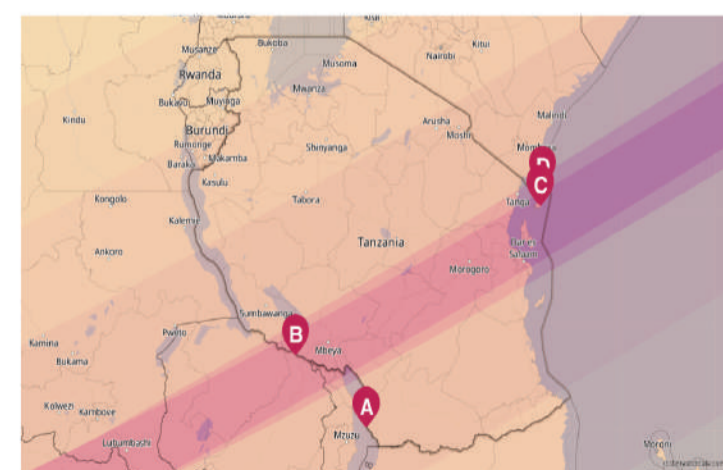 Kitui
Musanze
Bukoba
Nairobi
Musoma
Rwanda
Mwanza
Bukavu
Muyinga
Malindi
Kindu
Arusha
Moshi
Burundi
Rumonge
Shinyanga
Mombasa
Baraka
Makamba
D
Kasulu
C
Kongolo
Tabora
Tanga
Kalemie
Tanzania
Dar es
Salaam
Ankoro
Morogoro
Sumbawanga
B
Pweto
Mbeya
Kamina
Bukama
Kolwezi
Kambove
A
Lubumbashi
Mzuzu
Moroni